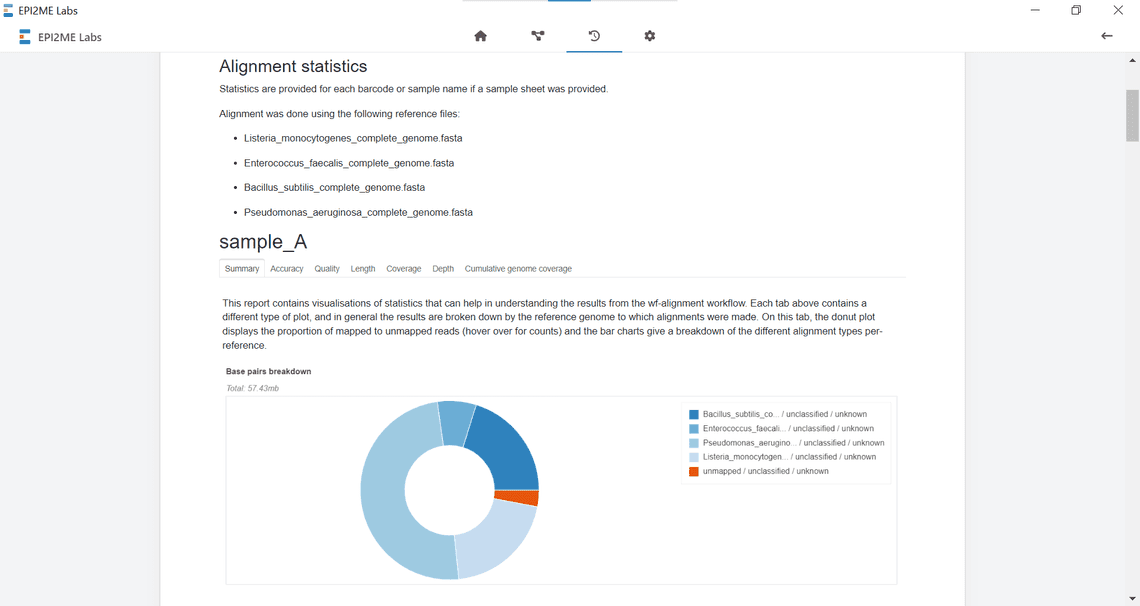 EPI2ME Labs
EPI2ME Labs
Alignment statistics
Statistics are provided for each barcode or sample name if a sample sheet was provided.
Alignment was done using the following reference files:
• Listeria_monocytogenes_complete_genome.fasta
• Enterococcus_faecalis_complete_genome.fasta
• Bacillus_subtilis_complete_genome.fasta
• Pseudomonas_aeruginosa_complete_genome.fasta
sample_A
Summary Accuracy Quality Length Coverage Depth Cumulative genome coverage
This report contains visualisations of statistics that can help in understanding the results from the wf-alignment workflow. Each tab above contains a
different type of plot, and in general the results are broken down by the reference genome to which alignments were made. On this tab, the donut plot
displays the proportion of mapped to unmapped reads (hover over for counts) and the bar charts give a breakdown of the different alignment types per-
reference.
Base pairs breakdown
Total: 57.43mb
Bacillus_subtilis_co... / unclassified / unknown
Enterococcus_faecali... / unclassified / unknown
Pseudomonas_aerugino... / unclassified / unknown
Listeria_monocytogen... / unclassified / unknown
unmapped / unclassified / unknown